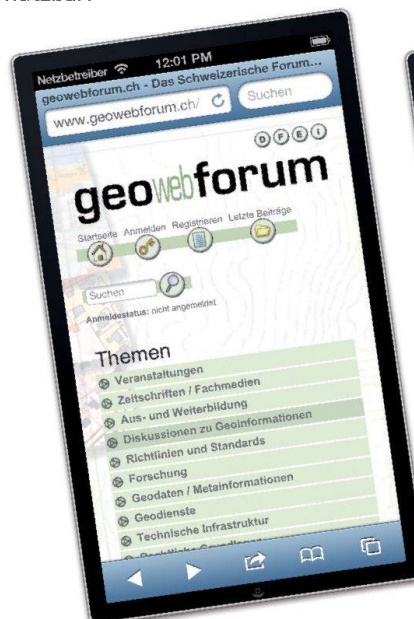 Netzbetreiber 12:01 PM
geowebforum.ch - Das Schweizerische Forum...
www.geowebforum.ch/ Suchen
D F E I
geowebforum
Startseite Anmelden Registrieren Letzte Beiträge
Suchen
Anmeldestatus: nicht angemeldet
Themen
Veranstaltungen
Zeitschriften / Fachmedien
Aus- und Weiterbildung
Diskussionen zu Geoinformationen
Richtlinien und Standards
Forschung
Geodaten / Metainformationen
Geodienste
Technische Infrastruktur